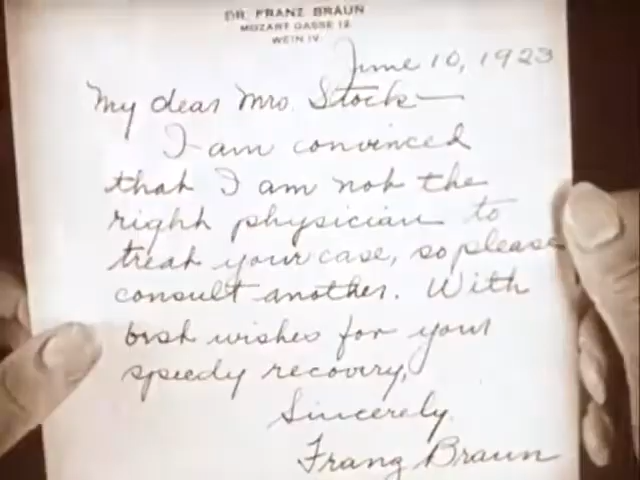 DR. FRANZ BRAUN
MOZART GASSE 12
WEIN IV
June 10, 1923
My dear Mrs. Stock—
I am convinced
that I am not the
right physician to
treat your case, so please
consult another. With
best wishes for your
speedy recovery,
Sincerely
Franz Braun